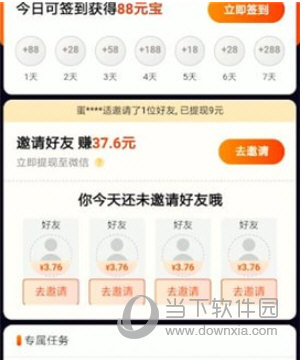 今日可签到获得88元宝
立即签到
+88 +28 +58 +188 +18 +28 +288
1天 2天 3天 4天 5天 6天 7天
蛋****适邀请了1位好友, 已提现9元
邀请好友 赚37.6元
立即提现至微信 ?
去邀请
你今天还未邀请好友哦
好友 好友 好友 好友
¥3.76 ¥3.76 ¥3.76 ¥3.76
去邀请 去邀请 去邀请 去邀请
当下软件园
www.downxia.com
专属任务